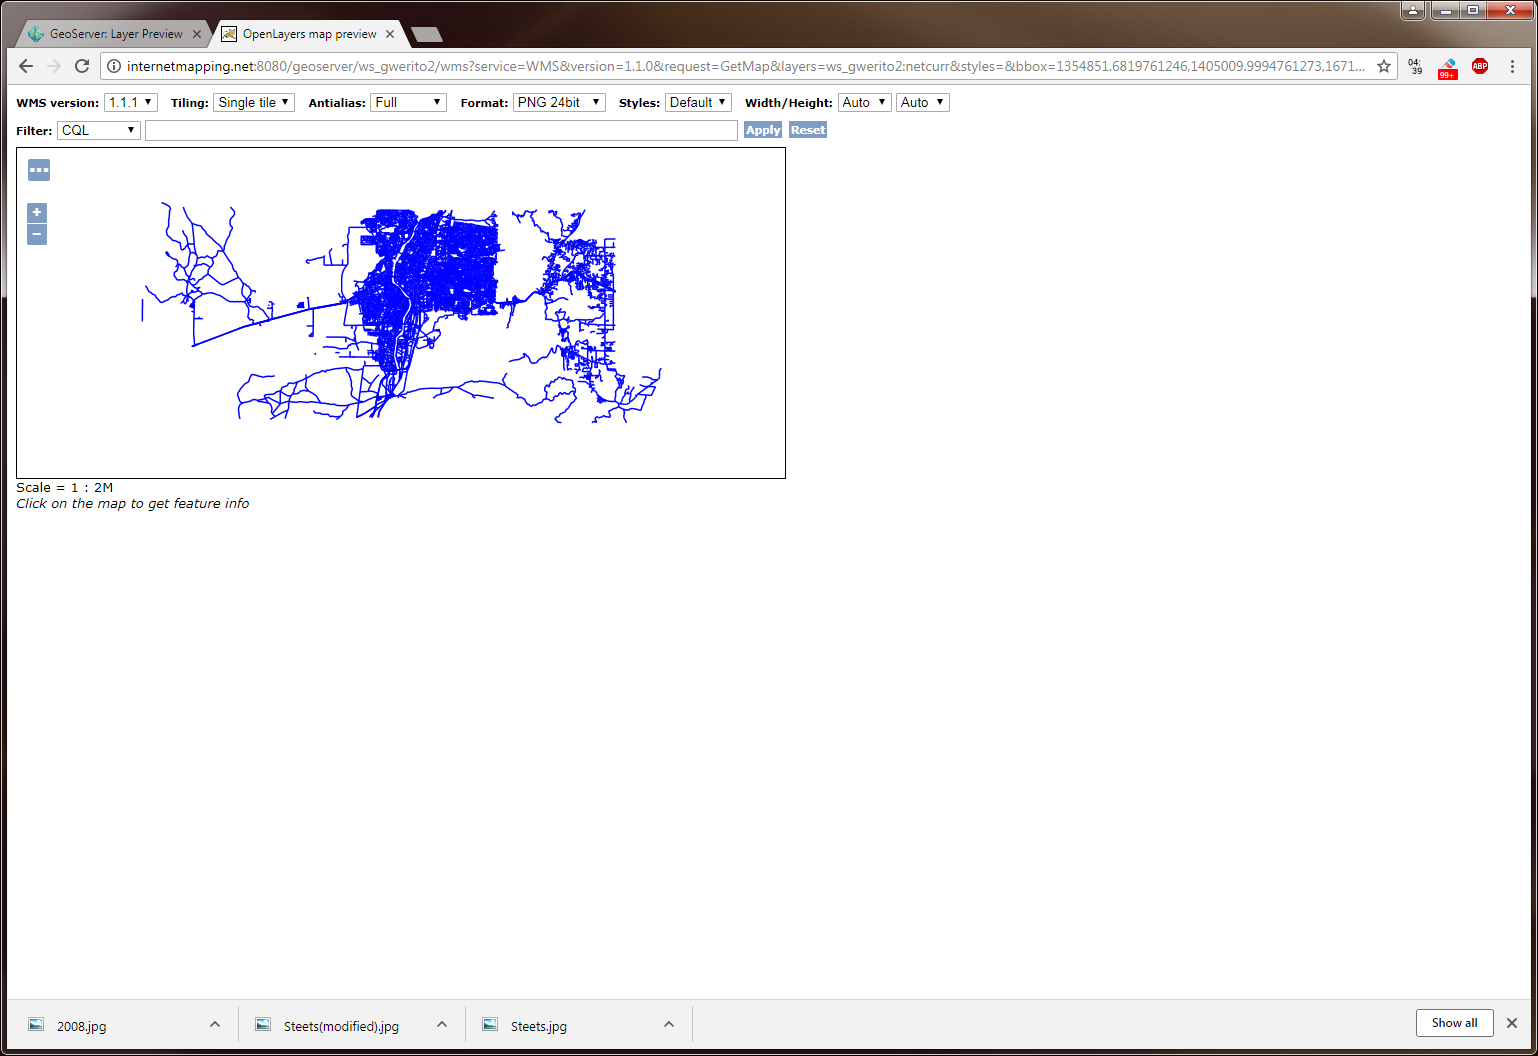 GeoServer: Layer Preview
OpenLayers map preview
internetmapping.net:8080/geoserver/ws_gwerito2/wms?service=WMS&version=1.1.0&request=GetMap&layers=ws_gwerito2:netcurr&styles=&bbox=1354851.6819761246,1405009.9994761273,1671...
04:
39
99+
ABP
WMS version: 1.1.1 Tiling: Single tile Antialias: Full Format: PNG 24bit Styles: Default Width/Height: Auto Auto
Filter: CQL Apply Reset
+
−
Scale = 1 : 2M
Click on the map to get feature info
2008.jpg Steets(modified).jpg Steets.jpg Show all